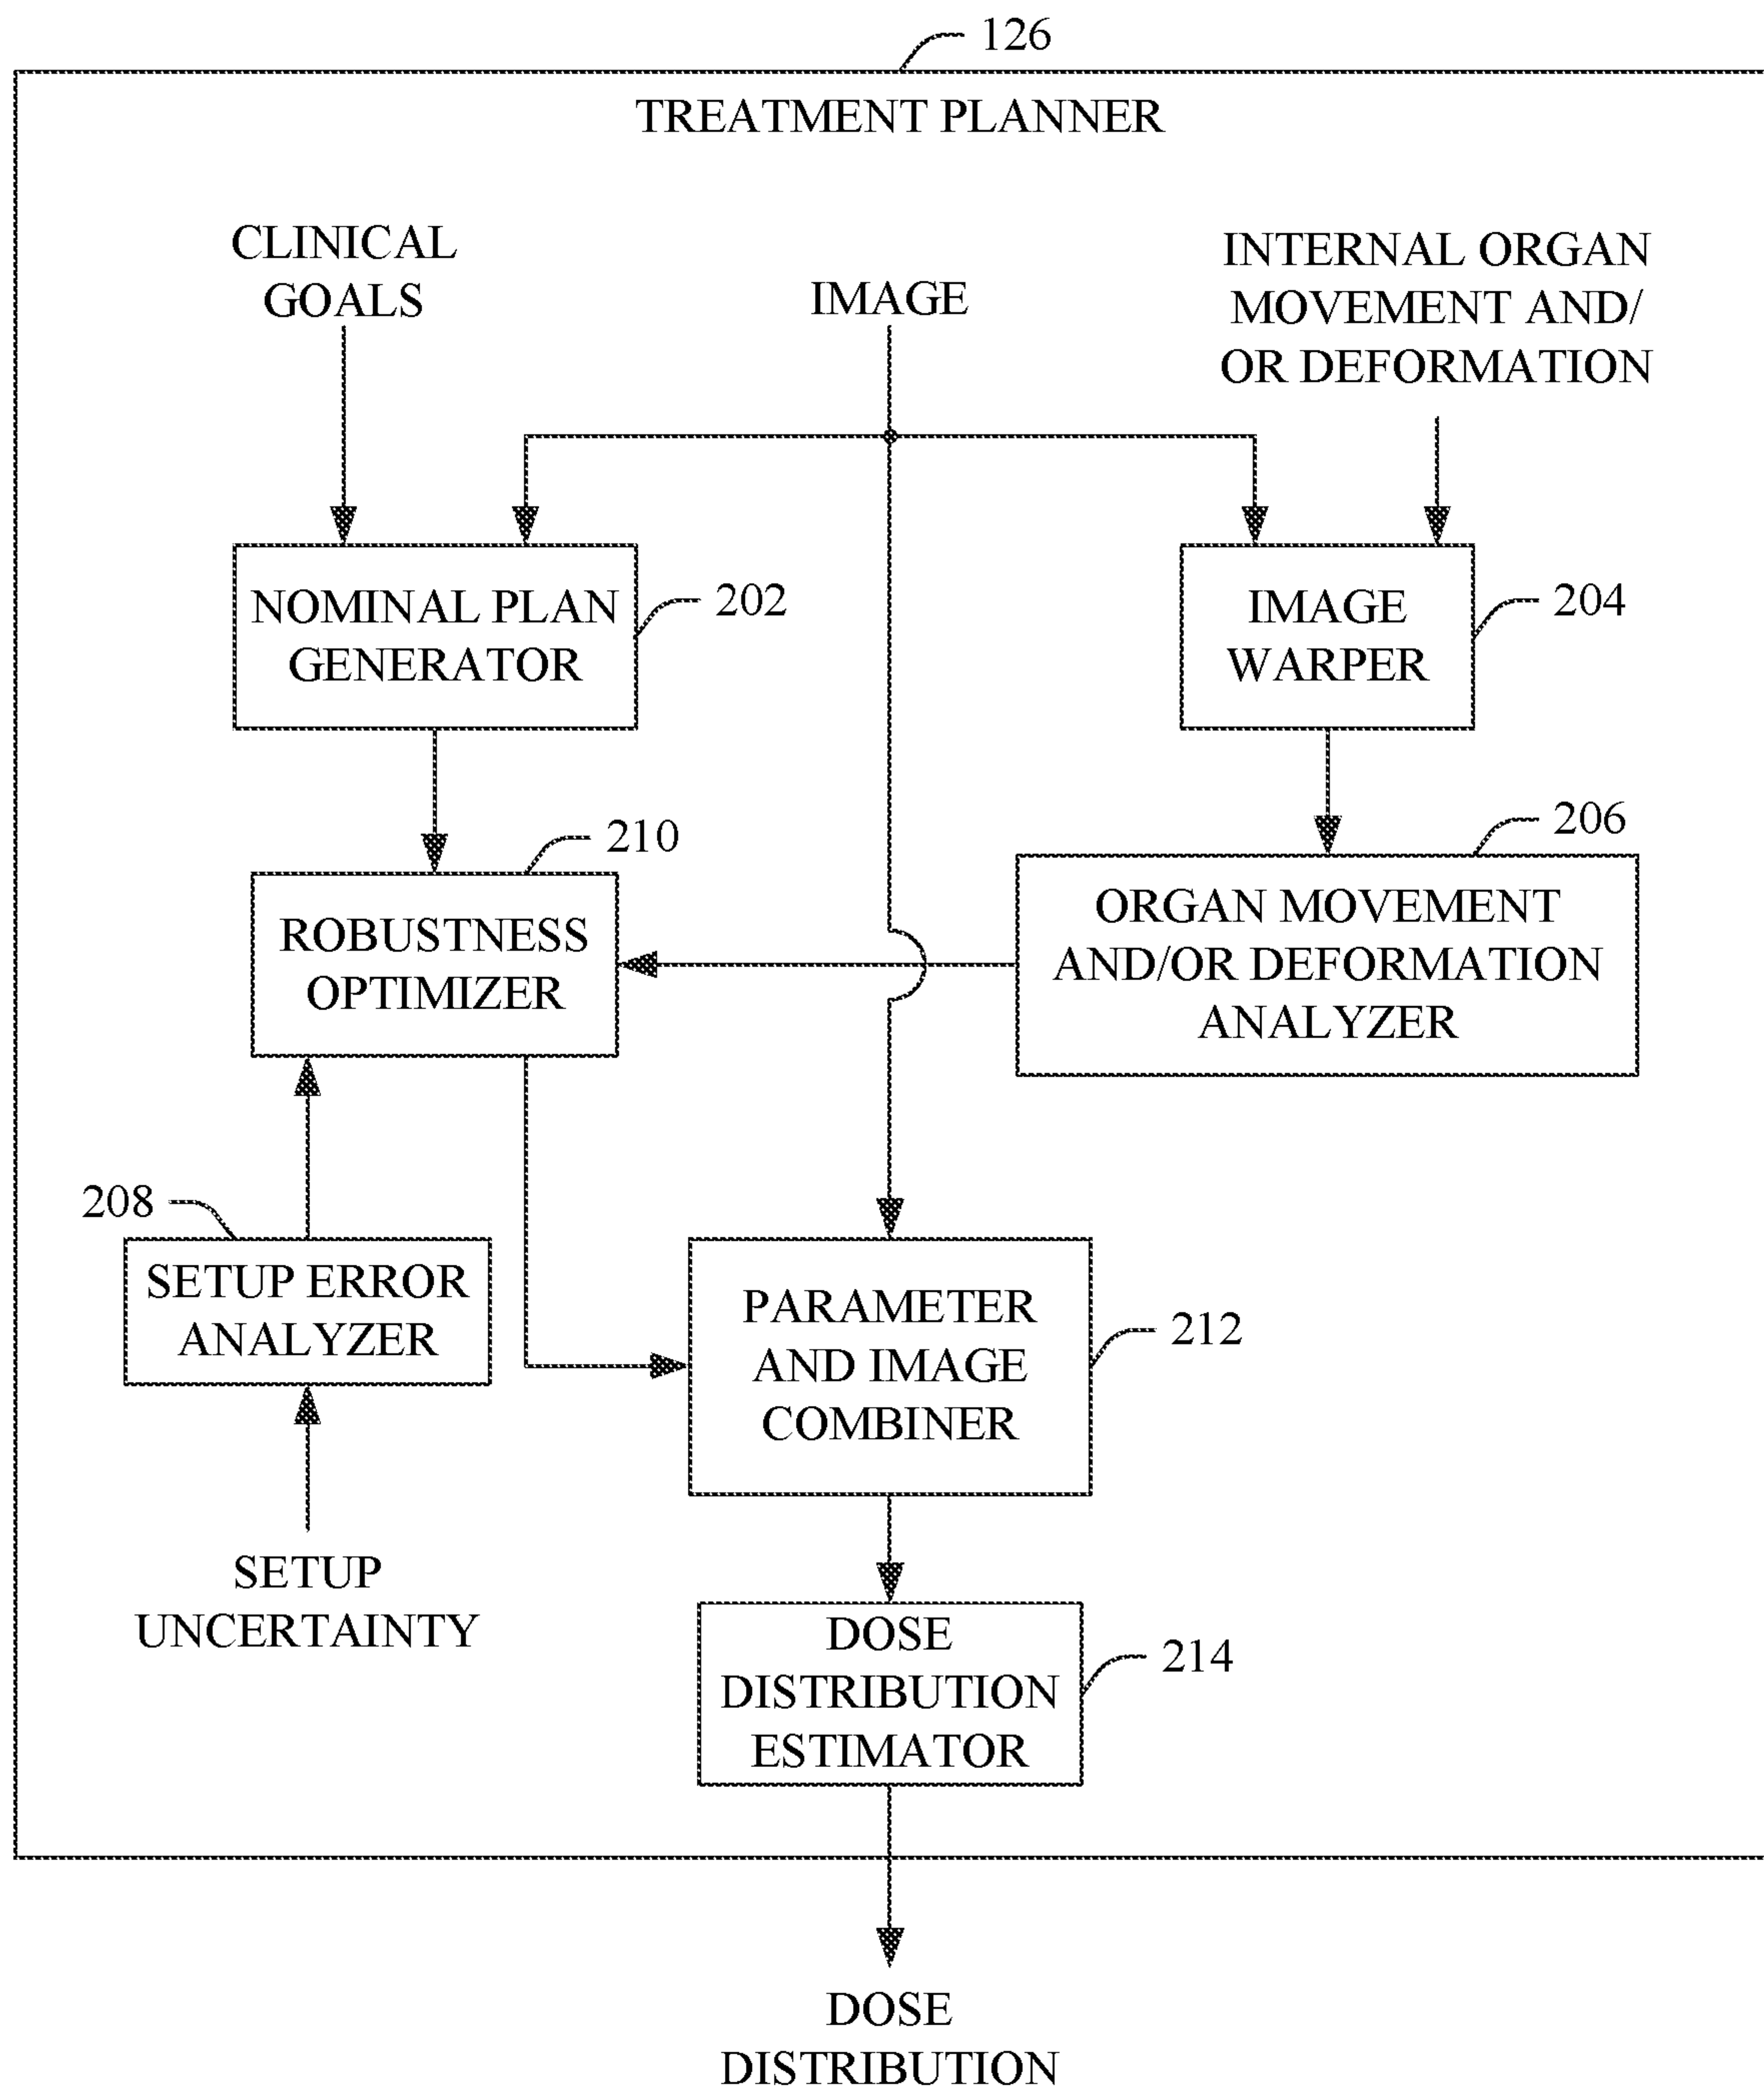 126
TREATMENT PLANNER
CLINICAL
GOALS
IMAGE
INTERNAL ORGAN
MOVEMENT AND/
OR DEFORMATION
NOMINAL PLAN
GENERATOR
202
IMAGE
WARPER
204
210
206
ROBUSTNESS
OPTIMIZER
ORGAN MOVEMENT
AND/OR DEFORMATION
ANALYZER
208
SETUP ERROR
ANALYZER
PARAMETER
AND IMAGE
COMBINER
212
SETUP
UNCERTAINTY
DOSE
DISTRIBUTION
ESTIMATOR
214
DOSE
DISTRIBUTION